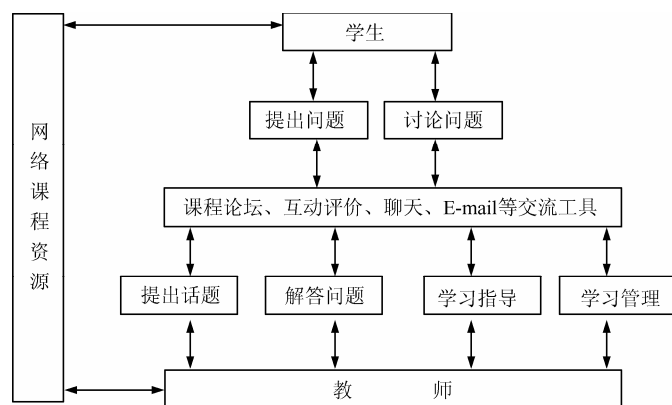 学生
提出问题
讨论问题
网络课程资源
课程论坛、互动评价、聊天、E-mail等交流工具
提出话题
解答问题
学习指导
学习管理
教 师